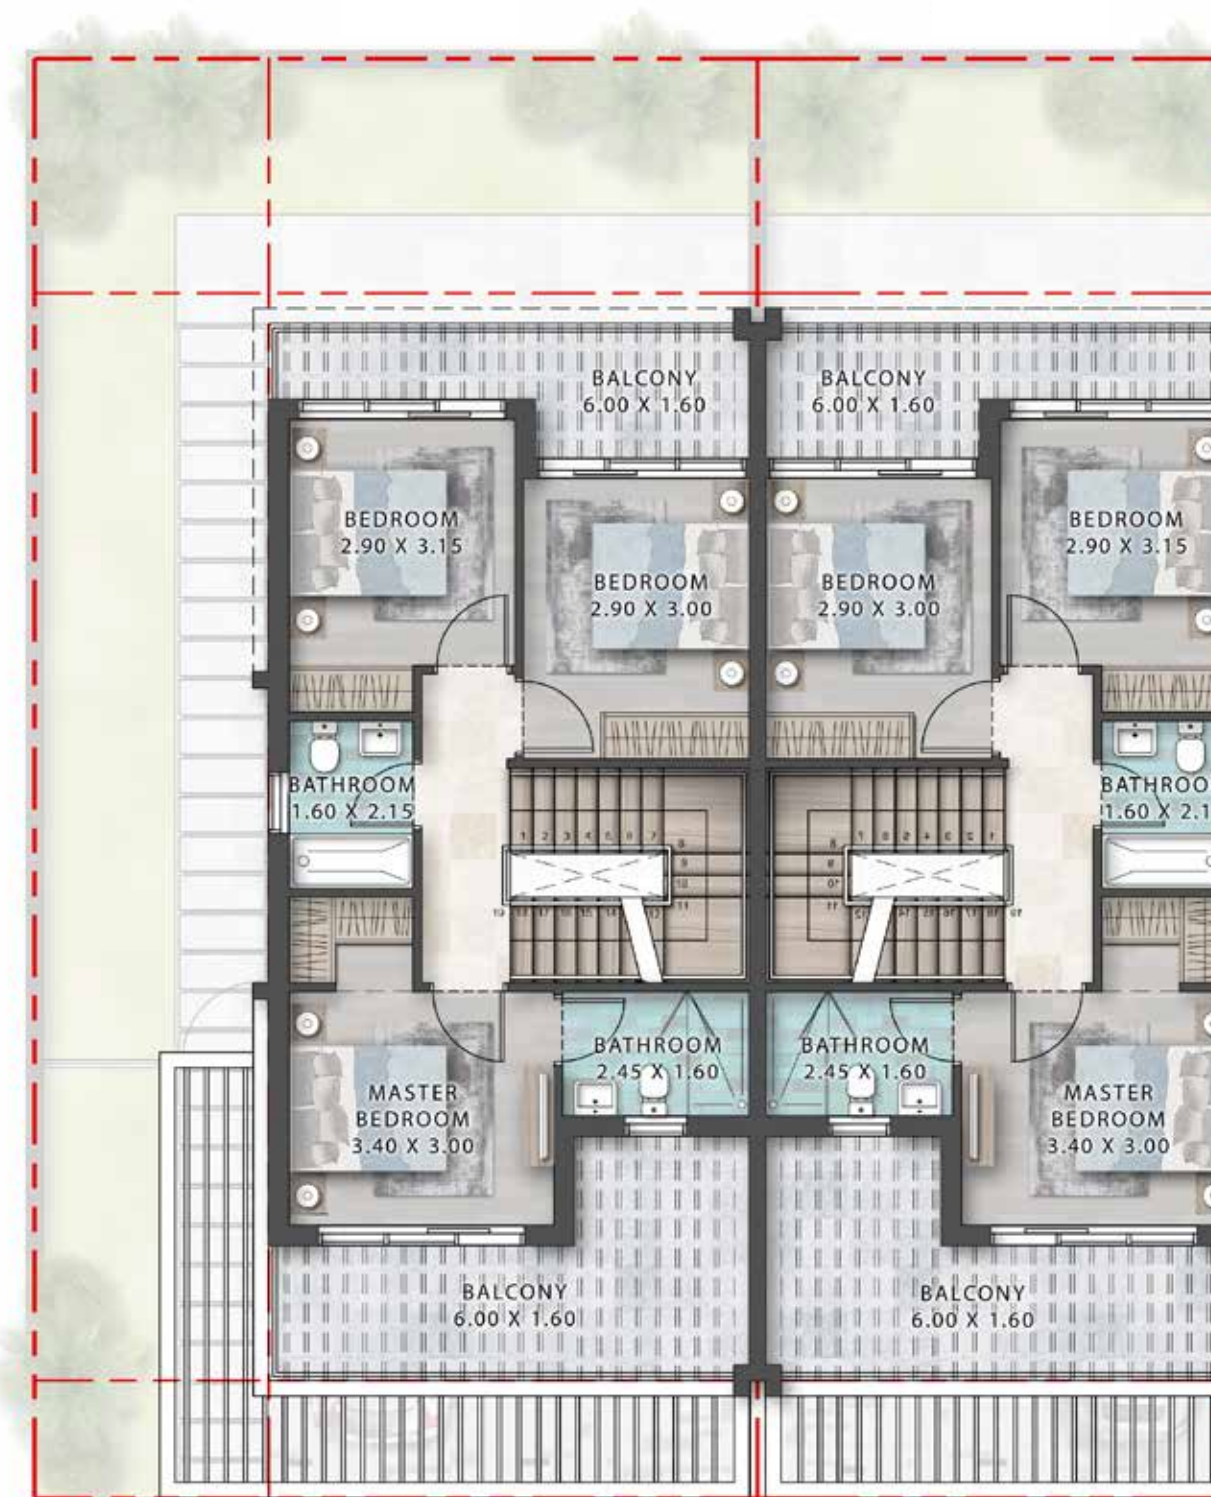 BALCONY
6.00 X 1.60
BALCONY
6.00 X 1.60
BEDROOM
2.90 X 3.15
BEDROOM
2.90 X 3.15
BEDROOM
2.90 X 3.00
BEDROOM
2.90 X 3.00
BATHROOM
1.60 X 2.15
BATHROO
1.60 X 2.1
BATHROOM
2.45 X 1.60
BATHROOM
2.45 X 1.60
MASTER
BEDROOM
3.40 X 3.00
MASTER
BEDROOM
3.40 X 3.00
BALCONY
6.00 X 1.60
BALCONY
6.00 X 1.60